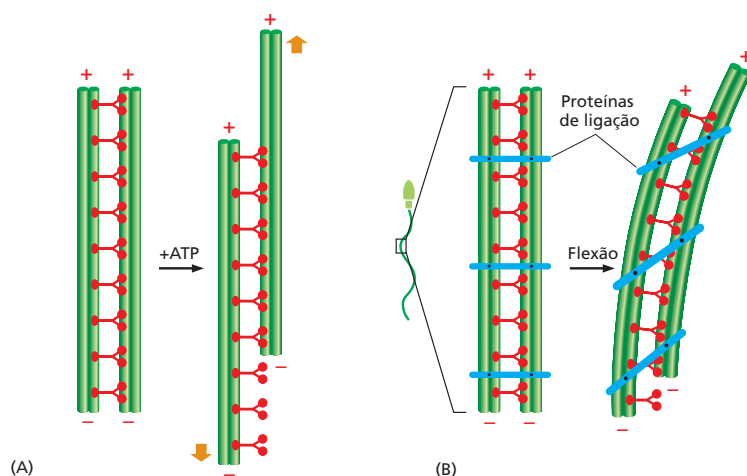 + +
+
+
+ +
+
+
Proteínas
de ligação
+ATP
Flexão
− −
−
−
− −
−
−
(A)
(B)